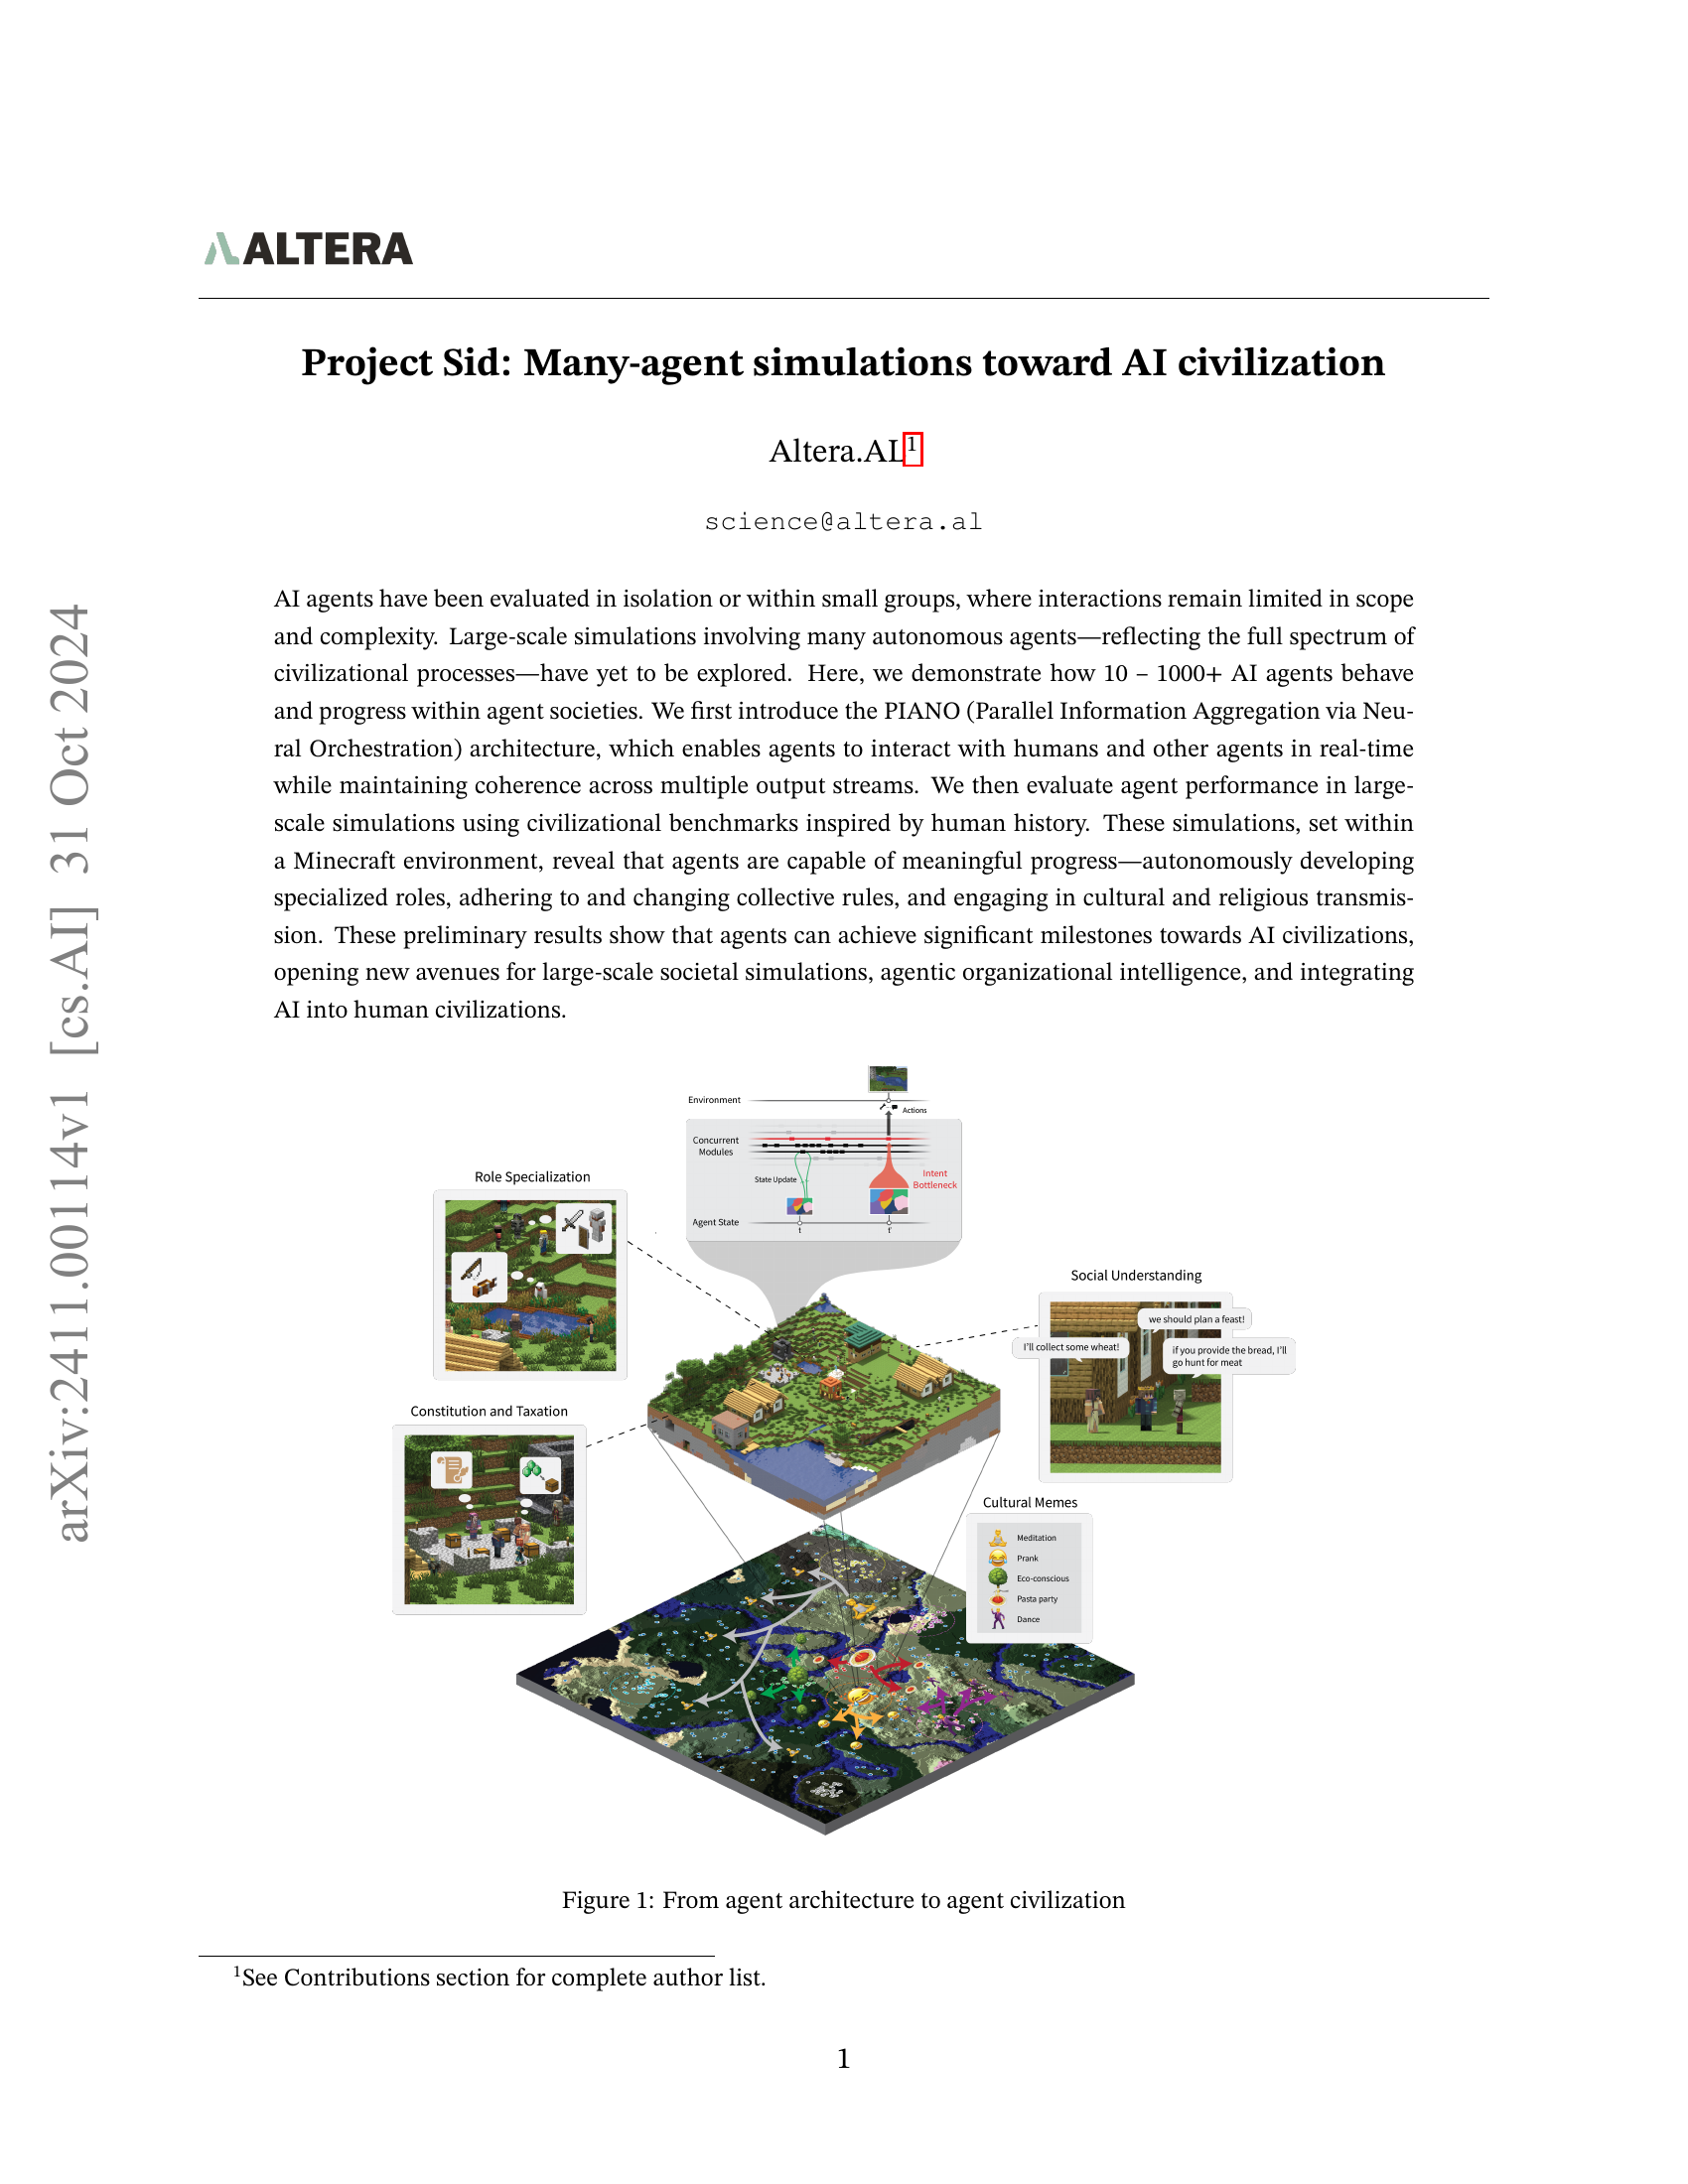 ALTERA
Project Sid: Many-agent simulations toward AI civilization
Altera.AL1
science@altera.al
AI agents have been evaluated in isolation or within small groups, where interactions remain limited in scope
and complexity. Large-scale simulations involving many autonomous agents—reflecting the full spectrum of
civilizational processes—have yet to be explored. Here, we demonstrate how 10 – 1000+ AI agents behave
and progress within agent societies. We first introduce the PIANO (Parallel Information Aggregation via Neu-
ral Orchestration) architecture, which enables agents to interact with humans and other agents in real-time
while maintaining coherence across multiple output streams. We then evaluate agent performance in large-
scale simulations using civilizational benchmarks inspired by human history. These simulations, set within
a Minecraft environment, reveal that agents are capable of meaningful progress—autonomously developing
specialized roles, adhering to and changing collective rules, and engaging in cultural and religious transmis-
sion. These preliminary results show that agents can achieve significant milestones towards AI civilizations,
opening new avenues for large-scale societal simulations, agentic organizational intelligence, and integrating
AI into human civilizations.
arXiv:2411.00114v1 [cs.AI] 31 Oct 2024
Environment
Actions
Concurrent
Modules
State Update
Intent
Bottleneck
Agent State
t
t'
Role Specialization
Social Understanding
we should plan a feast!
I'll collect some wheat!
if you provide the bread, I'll
go hunt for meat
Constitution and Taxation
Cultural Memes
Meditation
Prank
Eco-conscious
Pasta party
Dance
Figure 1: From agent architecture to agent civilization
1See Contributions section for complete author list.
1